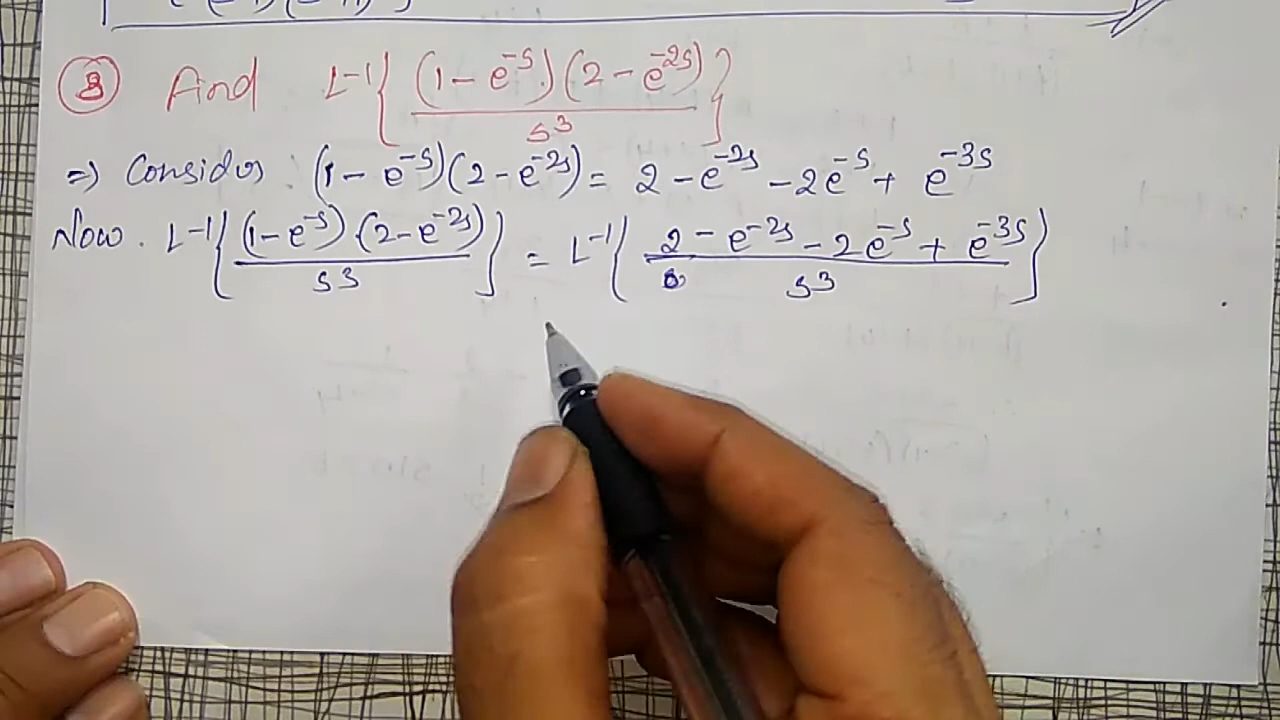 ⑧ Find L⁻¹{ (1 - e⁻ˢ)(2 - e⁻²ˢ) / s³ }
⇒ Consider (1 - e⁻ˢ)(2 - e⁻²ˢ) = 2 - e⁻²ˢ - 2e⁻ˢ + e⁻³ˢ
Now. L⁻¹{ (1 - e⁻ˢ)(2 - e⁻²ˢ) / s³ } = L⁻¹{ 2 - e⁻²ˢ - 2e⁻ˢ + e⁻³ˢ / s³ }